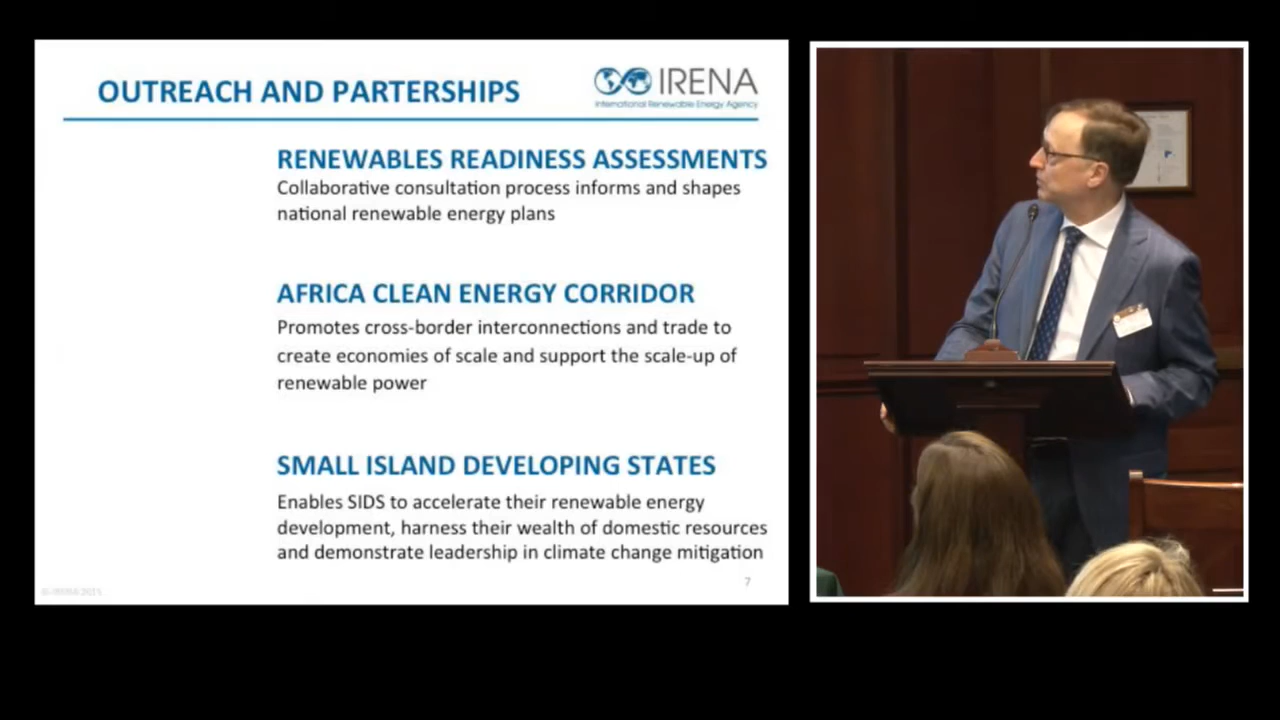 OUTREACH AND PARTERSHIPS
IRENA
International Renewable Energy Agency
RENEWABLES READINESS ASSESSMENTS
Collaborative consultation process informs and shapes
national renewable energy plans
AFRICA CLEAN ENERGY CORRIDOR
Promotes cross-border interconnections and trade to
create economies of scale and support the scale-up of
renewable power
SMALL ISLAND DEVELOPING STATES
Enables SIDS to accelerate their renewable energy
development, harness their wealth of domestic resources
and demonstrate leadership in climate change mitigation
7